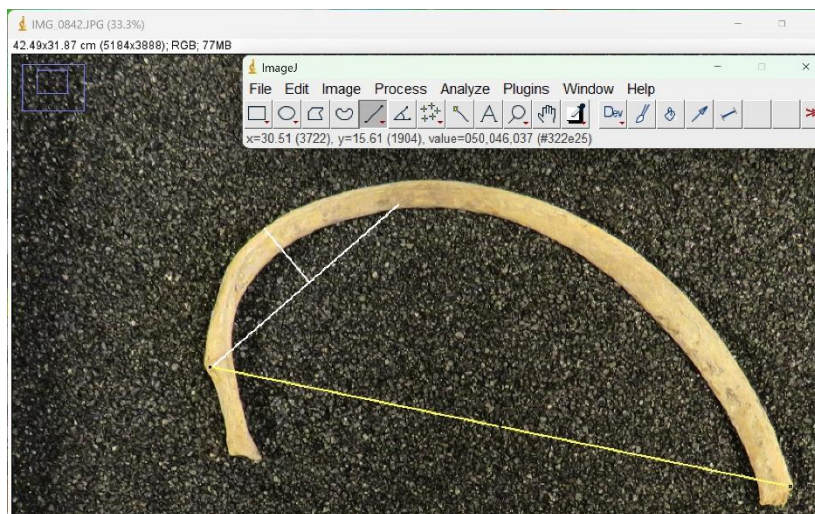 IMG_0842.JPG (33.3%)
42.49x31.87 cm (5184x3888); RGB; 77MB
ImageJ
File Edit Image Process Analyze Plugins Window Help
Dev
x=30.51 (3722), y=15.61 (1904), value=050,046,037 (#322e25)